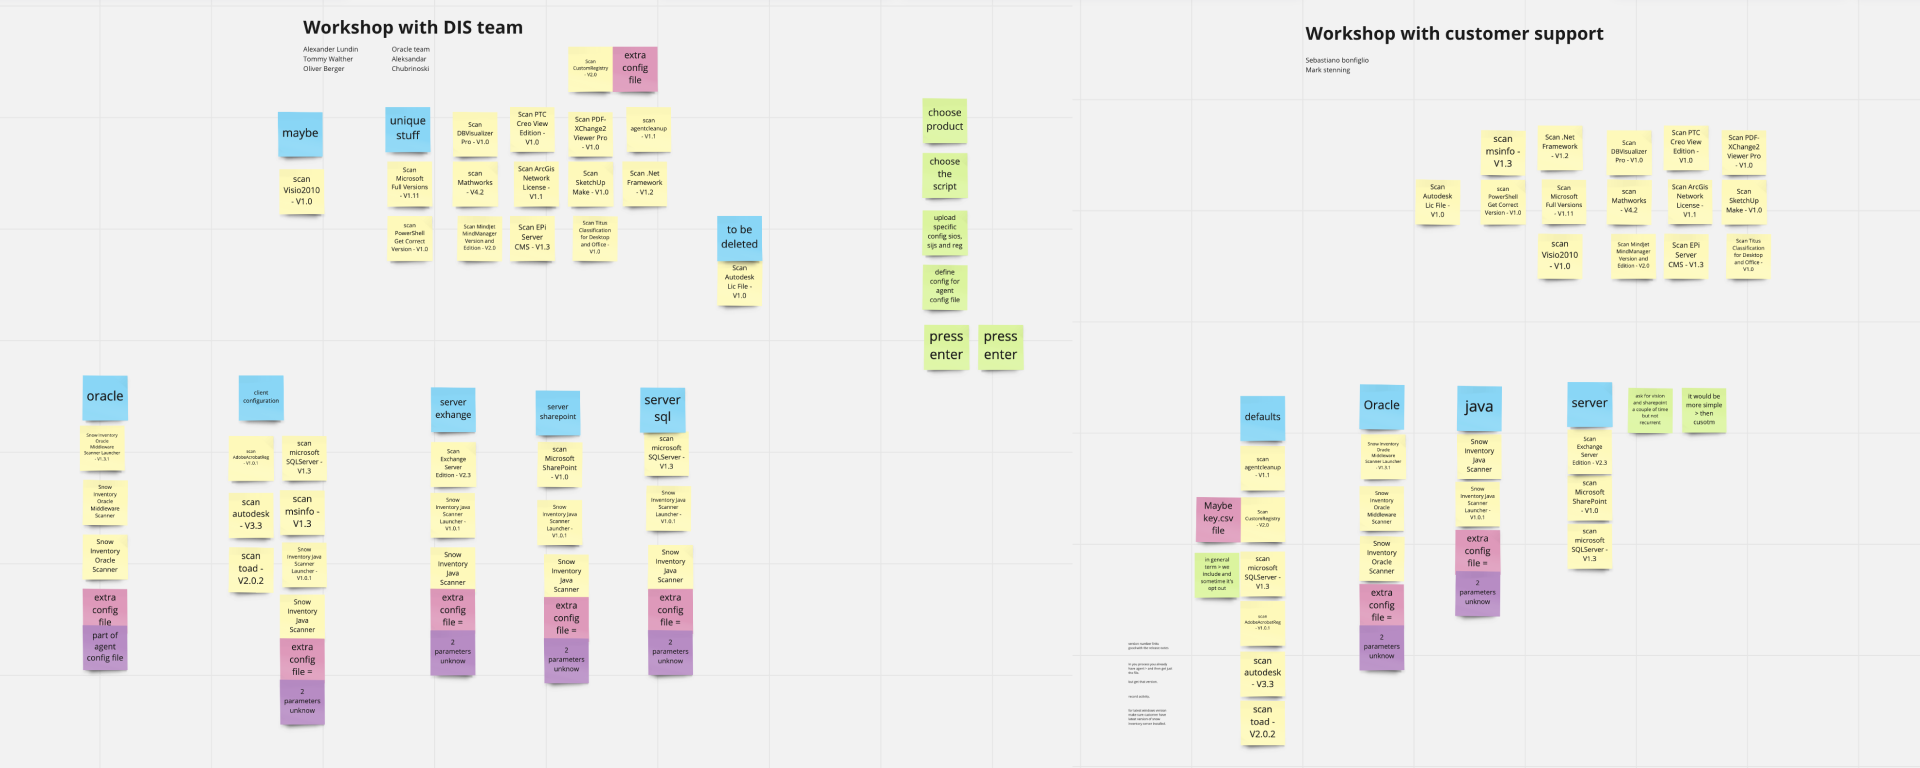 Workshop with DIS team
Alexander Lundin
Tommy Walther
Oliver Berger
Oracle team
Aleksandar
Chubrinoski
Scan
CustomRegistry
- V2.0
extra
config
file
maybe
scan
Visio2010
- V1.0
unique
stuff
Scan
DBVisualizer
Pro - V1.0
Scan PTC
Creo View
Edition -
V1.0
Scan PDF-
XChange2
Viewer Pro
- V1.0
scan
agentcleanup
- V1.1
Scan
Microsoft
Full Versions
- V1.11
scan
Mathworks
- V4.2
Scan ArcGis
Network
License -
V1.1
Scan
SketchUp
Make - V1.0
Scan .Net
Framework
- V1.2
scan
PowerShell
Get Correct
Version - V1.0
Scan Mindjet
MindManager
Version and
Edition - V2.0
Scan EPi
Server
CMS - V1.3
Scan Titus
Classification
for Desktop
and Office -
V1.0
to be
deleted
Scan
Autodesk
Lic File -
V1.0
choose
product
choose
the
script
upload
specific
config sios,
sijs and reg
define
config for
agent
config file
press
enter
press
enter
oracle
Snow Inventory
Oracle
Middleware
Scanner Launcher
- V1.3.1
Snow
Inventory
Oracle
Middleware
Scanner
Snow
Inventory
Oracle
Scanner
extra
config
file
part of
agent
config file
client
configuration
scan
AdobeAcrobatReg
- V1.0.1
scan
autodesk
- V3.3
scan
toad -
V2.0.2
scan
microsoft
SQLServer -
V1.3
scan
msinfo -
V1.3
Snow
Inventory Java
Scanner
Launcher -
V1.0.1
Snow
Inventory
Java
Scanner
extra
config
file =
2
parameters
unknow
server
exhange
Scan
Exchange
Server
Edition - V2.3
Snow
Inventory Java
Scanner
Launcher -
V1.0.1
Snow
Inventory
Java
Scanner
extra
config
file =
2
parameters
unknow
server
sharepoint
scan
Microsoft
SharePoint
- V1.0
Snow
Inventory Java
Scanner
Launcher -
V1.0.1
Snow
Inventory
Java
Scanner
extra
config
file =
2
parameters
unknow
server
sql
scan
microsoft
SQLServer -
V1.3
Snow
Inventory Java
Scanner
Launcher -
V1.0.1
Snow
Inventory
Java
Scanner
extra
config
file =
2
parameters
unknow
Workshop with customer support
Sebastiano bonfiglio
Mark stenning
scan
msinfo -
V1.3
Scan .Net
Framework
- V1.2
Scan
DBVisualizer
Pro - V1.0
Scan PTC
Creo View
Edition -
V1.0
Scan PDF-
XChange2
Viewer Pro
- V1.0
Scan
Autodesk
Lic File -
V1.0
scan
PowerShell
Get Correct
Version - V1.0
Scan
Microsoft
Full Versions
- V1.11
scan
Mathworks
- V4.2
Scan ArcGis
Network
License -
V1.1
Scan
SketchUp
Make - V1.0
scan
Visio2010
- V1.0
Scan Mindjet
MindManager
Version and
Edition - V2.0
Scan EPi
Server
CMS - V1.3
Scan Titus
Classification
for Desktop
and Office -
V1.0
defaults
scan
agentcleanup
- V1.1
Maybe
key.csv
file
Scan
CustomRegistry
- V2.0
in general
term > we
include and
sometime it's
opt out
scan
microsoft
SQLServer -
V1.3
scan
AdobeAcrobatReg
- V1.0.1
scan
autodesk
- V3.3
scan
toad -
V2.0.2
Oracle
Snow Inventory
Oracle
Middleware
Scanner Launcher
- V1.3.1
Snow
Inventory
Oracle
Middleware
Scanner
Snow
Inventory
Oracle
Scanner
extra
config
file =
2
parameters
unknow
java
Snow
Inventory
Java
Scanner
Snow
Inventory Java
Scanner
Launcher -
V1.0.1
extra
config
file =
2
parameters
unknow
server
Scan
Exchange
Server
Edition - V2.3
scan
Microsoft
SharePoint
- V1.0
scan
microsoft
SQLServer -
V1.3
ask for vision
and sharepoint
a couple of time
but not
recurrent
it would be
more simple
> then
cusotm